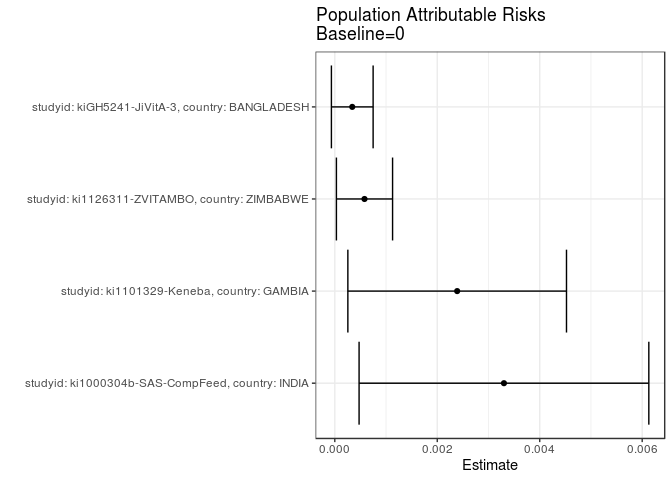 Population Attributable Risks
Baseline=0
studyid: kiGH5241-JiVitA-3, country: BANGLADESH
studyid: ki1126311-ZVITAMBO, country: ZIMBABWE
studyid: ki1101329-Keneba, country: GAMBIA
studyid: ki1000304b-SAS-CompFeed, country: INDIA
0.000 0.002 0.004 0.006
Estimate